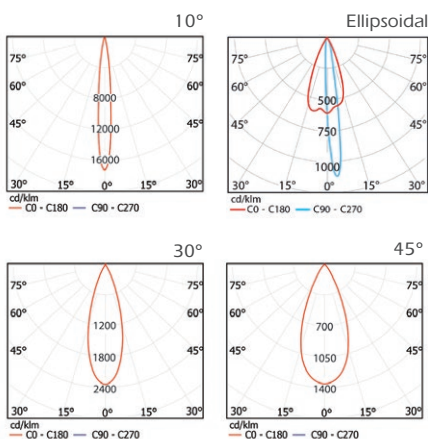 10°
75° 75°
60° 60°
8000
45° 12000 45°
16000
30° 15° 0° 15° 30°
cd/klm
C0 - C180 C90 - C270
Ellipsoidal
75° 75°
60° 60°
500
45° 750 45°
1000
30° 15° 0° 15° 30°
cd/klm
C0 - C180 C90 - C270
30°
75° 75°
60° 60°
1200
45° 1800 45°
2400
30° 15° 0° 15° 30°
cd/klm
C0 - C180 C90 - C270
45°
75° 75°
60° 60°
700
45° 1050 45°
1400
30° 15° 0° 15° 30°
cd/klm
C0 - C180 C90 - C270